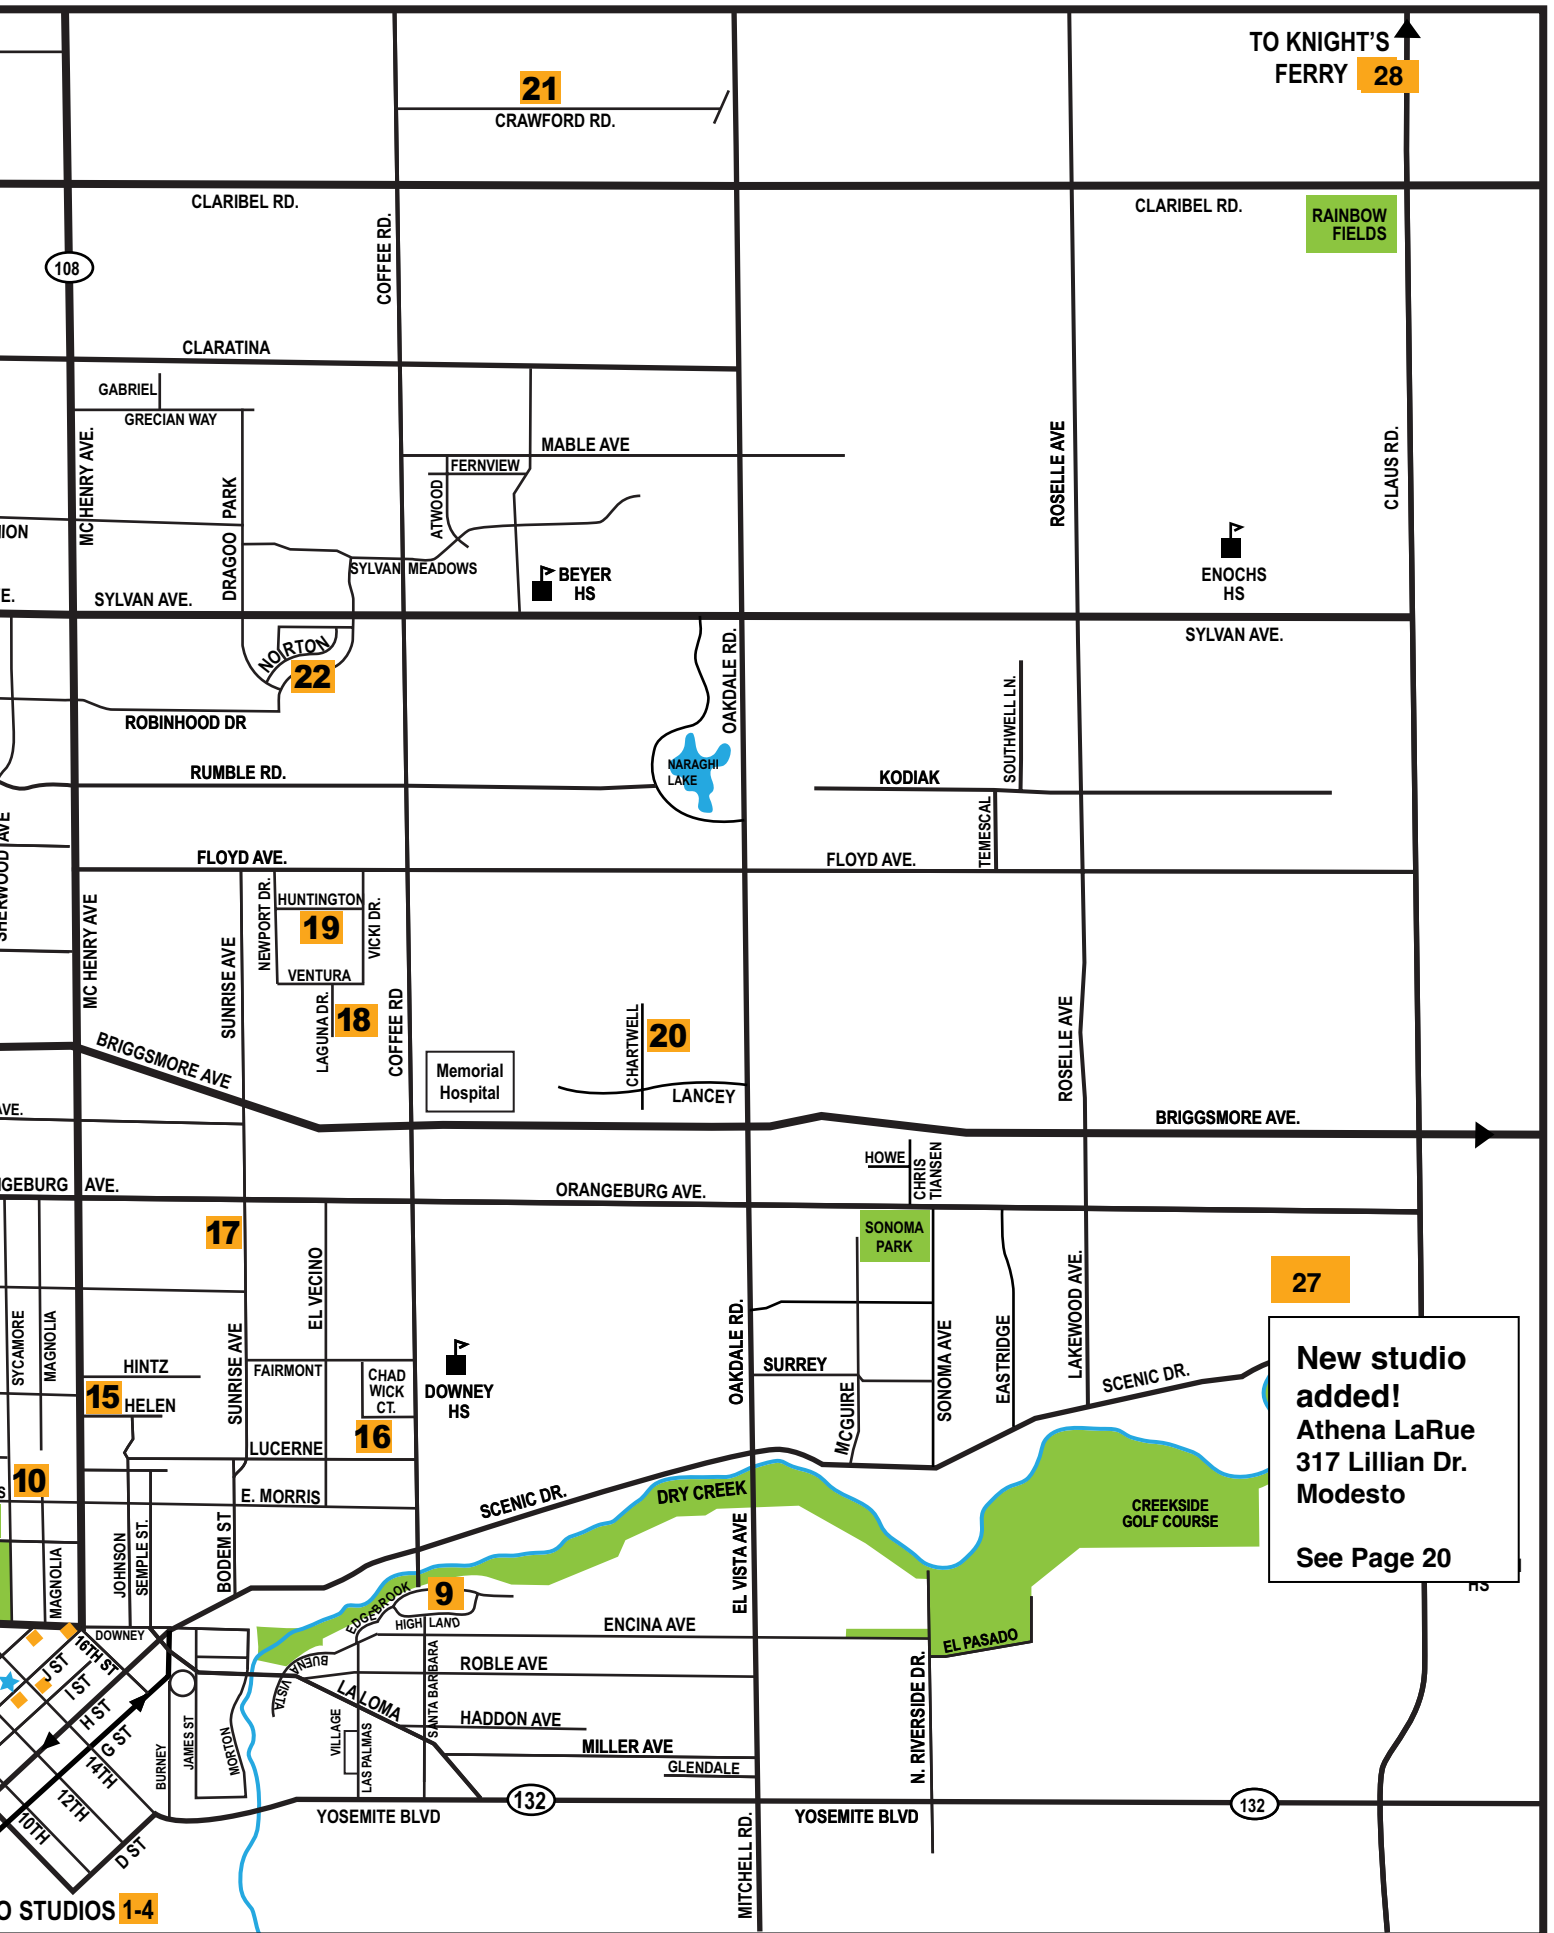 TO KNIGHT'S
FERRY 28
21
CRAWFORD RD.
CLARIBEL RD.
CLARIBEL RD.
RAINBOW
FIELDS
COFFEE RD.
108
CLARATINA
GABRIEL
GRECIAN WAY
MC HENRY AVE.
DRAGOO PARK
MABLE AVE
FERNVIEW
ATWOOD
ROSELLE AVE
CLAUS RD.
ION
SYLVAN MEADOWS
BEYER
HS
ENOCHS
HS
E.
SYLVAN AVE.
SYLVAN AVE.
NORTON
22
OAKDALE RD.
SOUTHWELL LN.
ROBINHOOD DR
RUMBLE RD.
NARAGHI
LAKE
KODIAK
TEMESCAL
SHERWOOD AVE
FLOYD AVE.
FLOYD AVE.
MC HENRY AVE
SUNRISE AVE
NEWPORT DR.
HUNTINGTON
19
VICKI DR.
VENTURA
LAGUNA DR.
18
COFFEE RD
CHARTWELL
20
ROSELLE AVE
BRIGGSMORE AVE
Memorial
Hospital
LANCEY
AVE.
BRIGGSMORE AVE.
HOWE
CHRIS
TIANSEN
GEBURG AVE.
ORANGEBURG AVE.
17
SONOMA
PARK
EL VECINO
LAKEWOOD AVE.
27
SYCAMORE
MAGNOLIA
SUNRISE AVE
HINTZ
FAIRMONT
CHAD
WICK
CT.
DOWNEY
HS
OAKDALE RD.
SURREY
MCGUIRE
SONOMA AVE
EASTRIDGE
SCENIC DR.
New studio
added!
Athena LaRue
317 Lillian Dr.
Modesto
See Page 20
HS
15
HELEN
16
LUCERNE
10
S
E. MORRIS
SCENIC DR.
DRY CREEK
CREEKSIDE
GOLF COURSE
MAGNOLIA
JOHNSON
SEMPLE ST.
BODEM ST
EL VISTA AVE
9
EDGEBROOK
HIGH LAND
ENCINA AVE
EL PASADO
DOWNEY
16TH ST
J ST
I ST
H ST
G ST
14TH
12TH
10TH
D ST
BURNEY
JAMES ST
MORTON
BUENA
VISTA
LA LOMA
VILLAGE
LAS PALMAS
SANTA BARBARA
ROBLE AVE
HADDON AVE
MILLER AVE
GLENDALE
N. RIVERSIDE DR.
132
132
YOSEMITE BLVD
YOSEMITE BLVD
MITCHELL RD.
O STUDIOS 1-4